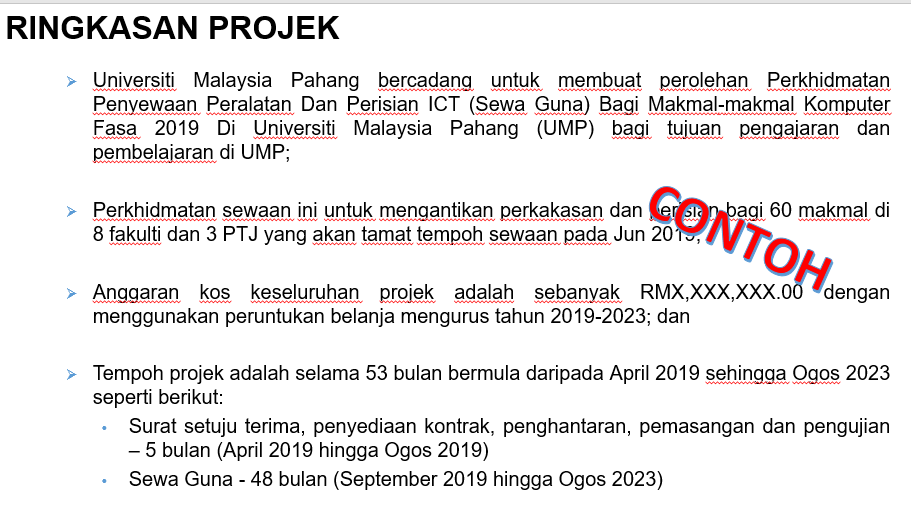 RINGKASAN PROJEK
Universiti Malaysia Pahang bercadang untuk membuat perolehan Perkhidmatan
Penyewaan Peralatan Dan Perisian ICT (Sewa Guna) Bagi Makmal-makmal Komputer
Fasa 2019 Di Universiti Malaysia Pahang (UMP) bagi tujuan pengajaran dan
pembelajaran di UMP;
Perkhidmatan sewaan ini untuk mengantikan perkakasan dan perisian bagi 60 makmal di
8 fakulti dan 3 PTJ yang akan tamat tempoh sewaan pada Jun 2019;
CONTOH
Anggaran kos keseluruhan projek adalah sebanyak RMX,XXX,XXX.00 dengan
menggunakan peruntukan belanja mengurus tahun 2019-2023; dan
Tempoh projek adalah selama 53 bulan bermula daripada April 2019 sehingga Ogos 2023
seperti berikut:
Surat setuju terima, penyediaan kontrak, penghantaran, pemasangan dan pengujian
– 5 bulan (April 2019 hingga Ogos 2019)
Sewa Guna - 48 bulan (September 2019 hingga Ogos 2023)